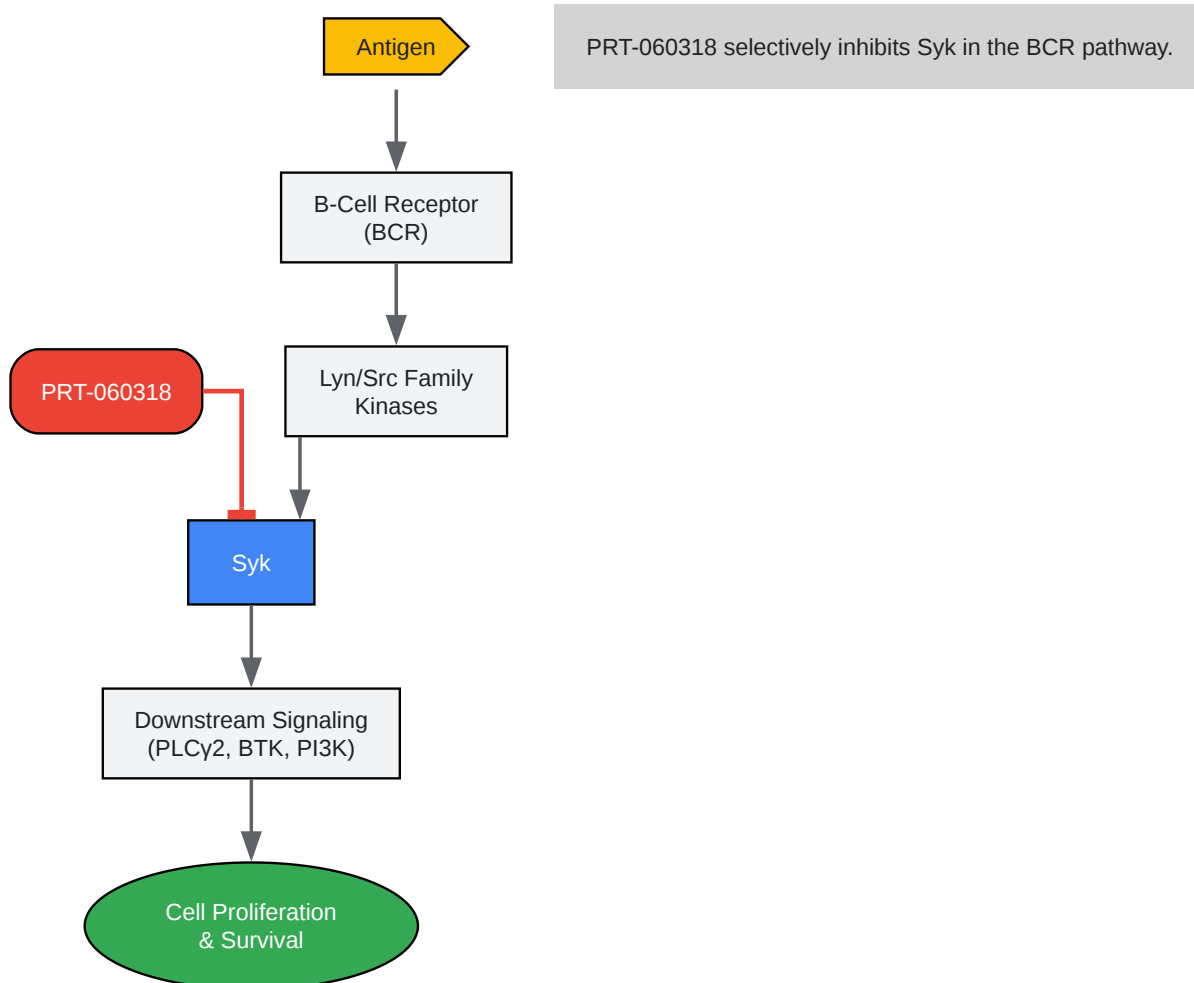 Antigen
PRT-060318 selectively inhibits Syk in the BCR pathway.
B-Cell Receptor
(BCR)
PRT-060318
Lyn/Src Family
Kinases
Syk
Downstream Signaling
(PLCγ2, BTK, PI3K)
Cell Proliferation
& Survival